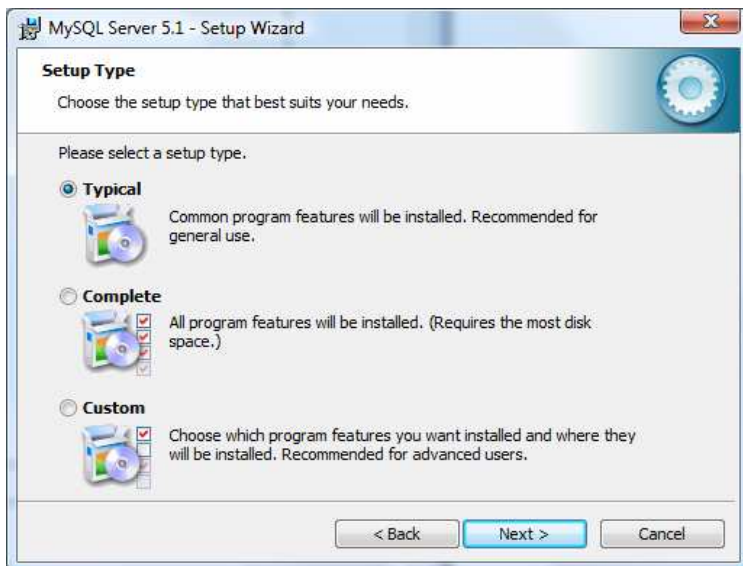 MySQL Server 5.1 - Setup Wizard
Setup Type
Choose the setup type that best suits your needs.
Please select a setup type.
Typical
Common program features will be installed. Recommended for
general use.
Complete
All program features will be installed. (Requires the most disk
space.)
Custom
Choose which program features you want installed and where they
will be installed. Recommended for advanced users.
< Back
Next >
Cancel